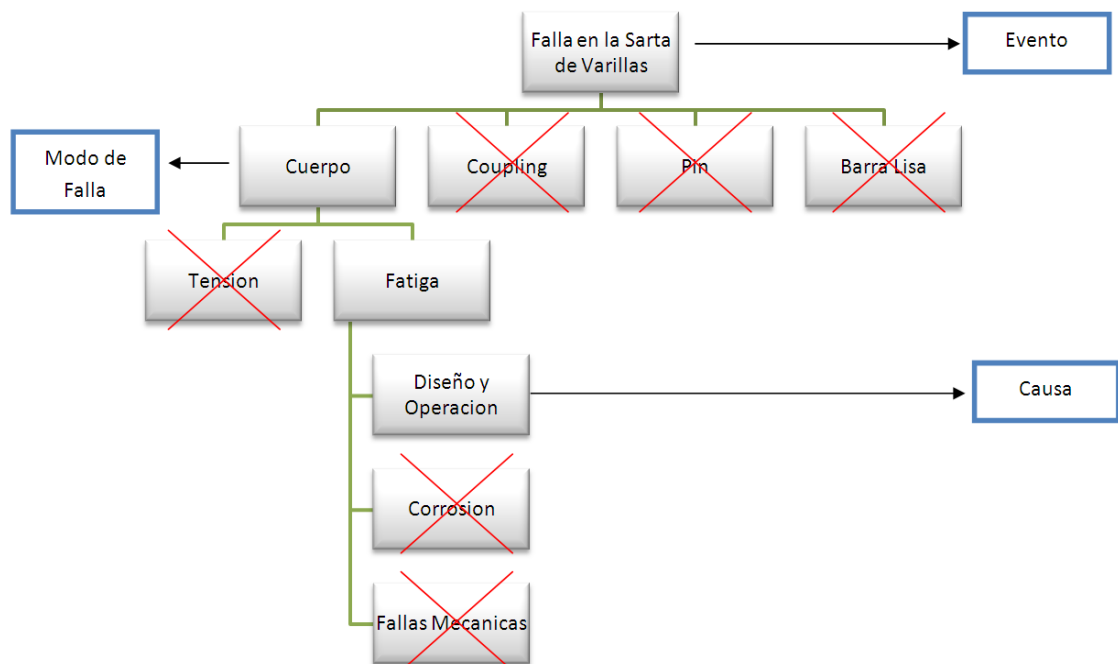 Falla en la Sarta
de Varillas
Evento
Modo de
Falla
Cuerpo
Coupling
Pin
Barra Lisa
Tension
Fatiga
Diseño y
Operacion
Causa
Corrosion
Fallas Mecanicas